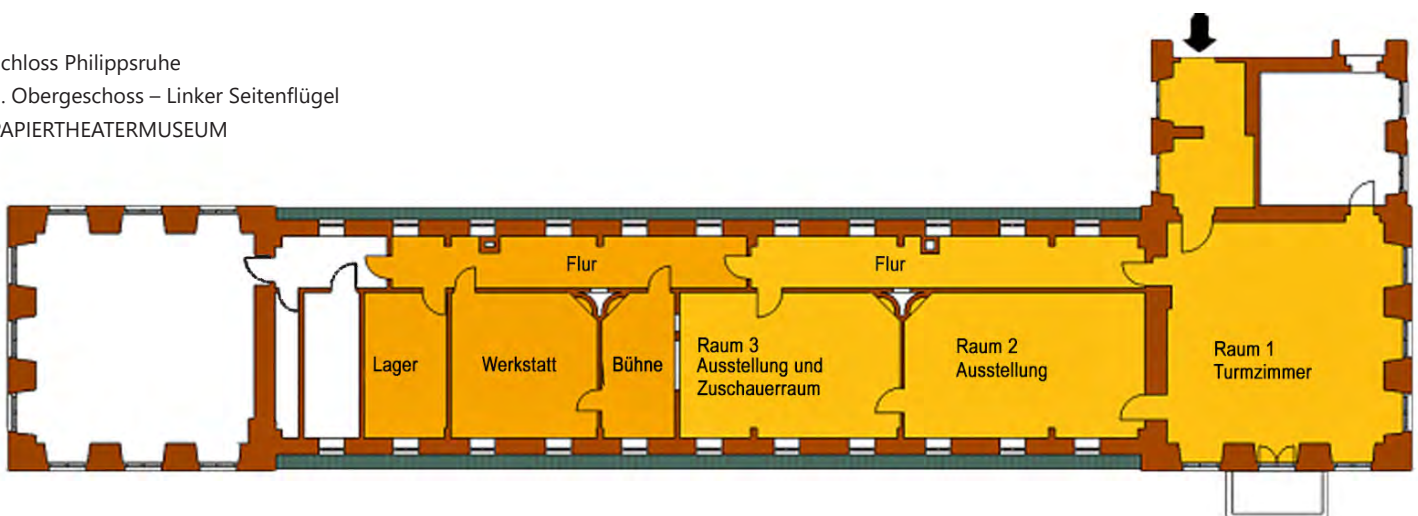 chloss Philippsruhe
. Obergeschoss – Linker Seitenflügel
PAPIERTHEATERMUSEUM
Flur
Flur
Lager
Werkstatt
Bühne
Raum 3
Ausstellung und
Zuschauerraum
Raum 2
Ausstellung
Raum 1
Turmzimmer